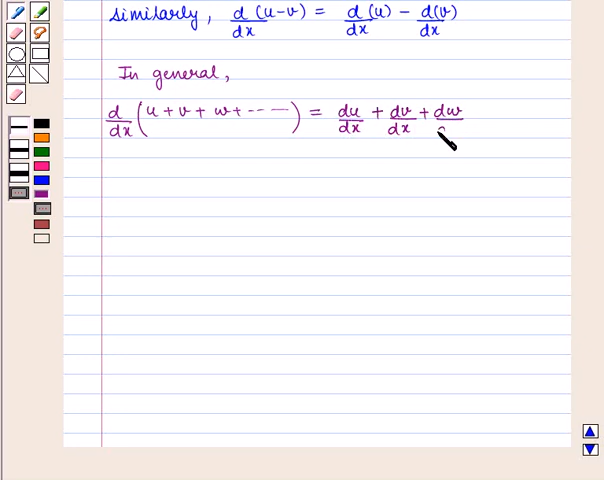 similarly, d/dx (u-v) = d/dx (u) - d(v)/dx
In general,
d/dx (u + v + w + -----) = du/dx + dv/dx + dw/